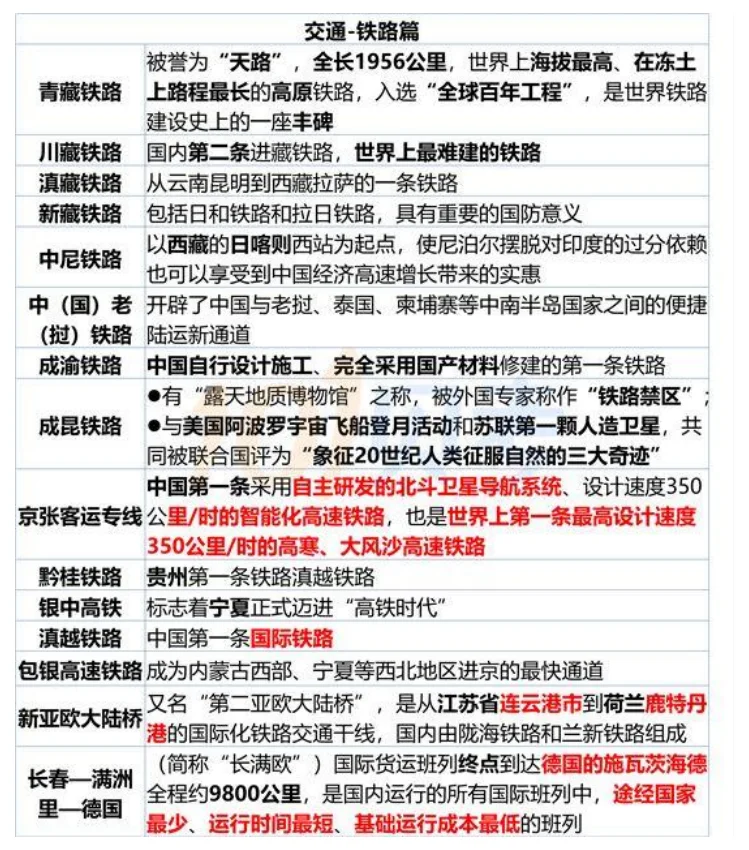 交通-铁路篇
青藏铁路
被誉为“天路”，全长1956公里，世界上海拔最高、在冻土
上路程最长的高原铁路，入选“全球百年工程”，是世界铁路
建设史上的一座丰碑
川藏铁路
国内第二条进藏铁路，世界上最难建的铁路
滇藏铁路
从云南昆明到西藏拉萨的一条铁路
新藏铁路
包括日和铁路和拉日铁路，具有重要的国防意义
中尼铁路
以西藏的日喀则西站为起点，使尼泊尔摆脱对印度的过分依赖
也可以享受到中国经济高速增长带来的实惠
中（国）老
（挝）铁路
开辟了中国与老挝、泰国、柬埔寨等中南半岛国家之间的便捷
陆运新通道
成渝铁路
中国自行设计施工、完全采用国产材料修建的第一条铁路
成昆铁路
●有“露天地质博物馆”之称，被外国专家称作“铁路禁区”；
●与美国阿波罗宇宙飞船登月活动和苏联第一颗人造卫星，共
同被联合国评为“象征20世纪人类征服自然的三大奇迹”
京张客运专线
中国第一条采用自主研发的北斗卫星导航系统、设计速度350
公里/时的智能化高速铁路，也是世界上第一条最高设计速度
350公里/时的高寒、大风沙高速铁路
黔桂铁路
贵州第一条铁路滇越铁路
银中高铁
标志着宁夏正式迈进“高铁时代”
滇越铁路
中国第一条国际铁路
包银高速铁路
成为内蒙古西部、宁夏等西北地区进京的最快通道
新亚欧大陆桥
又名“第二亚欧大陆桥”，是从江苏省连云港市到荷兰鹿特丹
港的国际化铁路交通干线，国内由陇海铁路和兰新铁路组成
长春—满洲
里—德国
（简称“长满欧”）国际货运班列终点到达德国的施瓦茨海德
全程约9800公里，是国内运行的所有国际班列中，途经国家
最少、运行时间最短、基础运行成本最低的班列